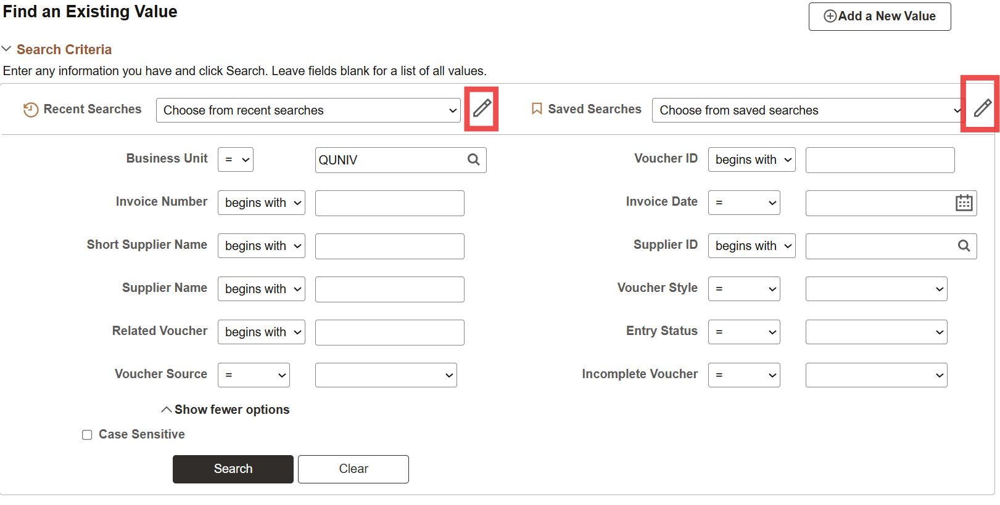 Find an Existing Value
Add a New Value
Search Criteria
Enter any information you have and click Search. Leave fields blank for a list of all values.
Recent Searches Choose from recent searches Saved Searches Choose from saved searches
Business Unit = QUNIV Voucher ID begins with
Invoice Number begins with Invoice Date =
Short Supplier Name begins with Supplier ID begins with
Supplier Name begins with Voucher Style =
Related Voucher begins with Entry Status =
Voucher Source = Incomplete Voucher =
Show fewer options
Case Sensitive
Search Clear